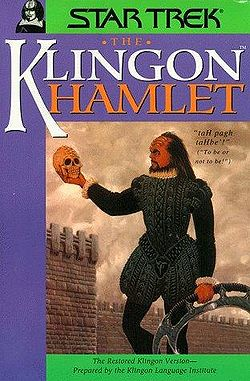 STAR TREK®
• THE •
KLINGON™
HAMLET
"taH pagh
taHbe'!"
("To be or
not to be!")
The Restored Klingon Version—
Prepared by the Klingon Language Institute